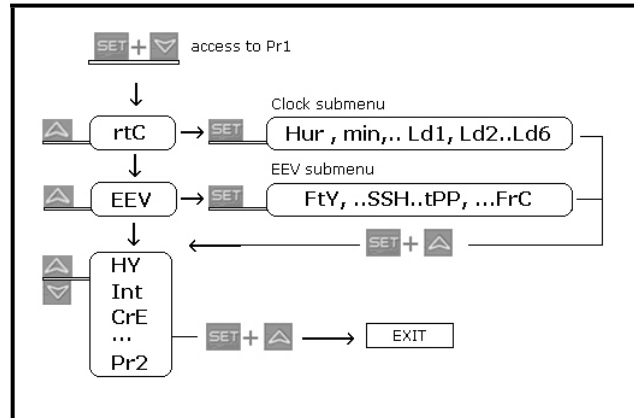 SET + access to Pr1
Clock submenu
rtC SET Hur , min,.. Ld1, Ld2..Ld6
EEV submenu
EEV SET FtY, ..SSH..tPP, ...FrC
SET +
HY
Int
CrE
...
Pr2
SET + EXIT